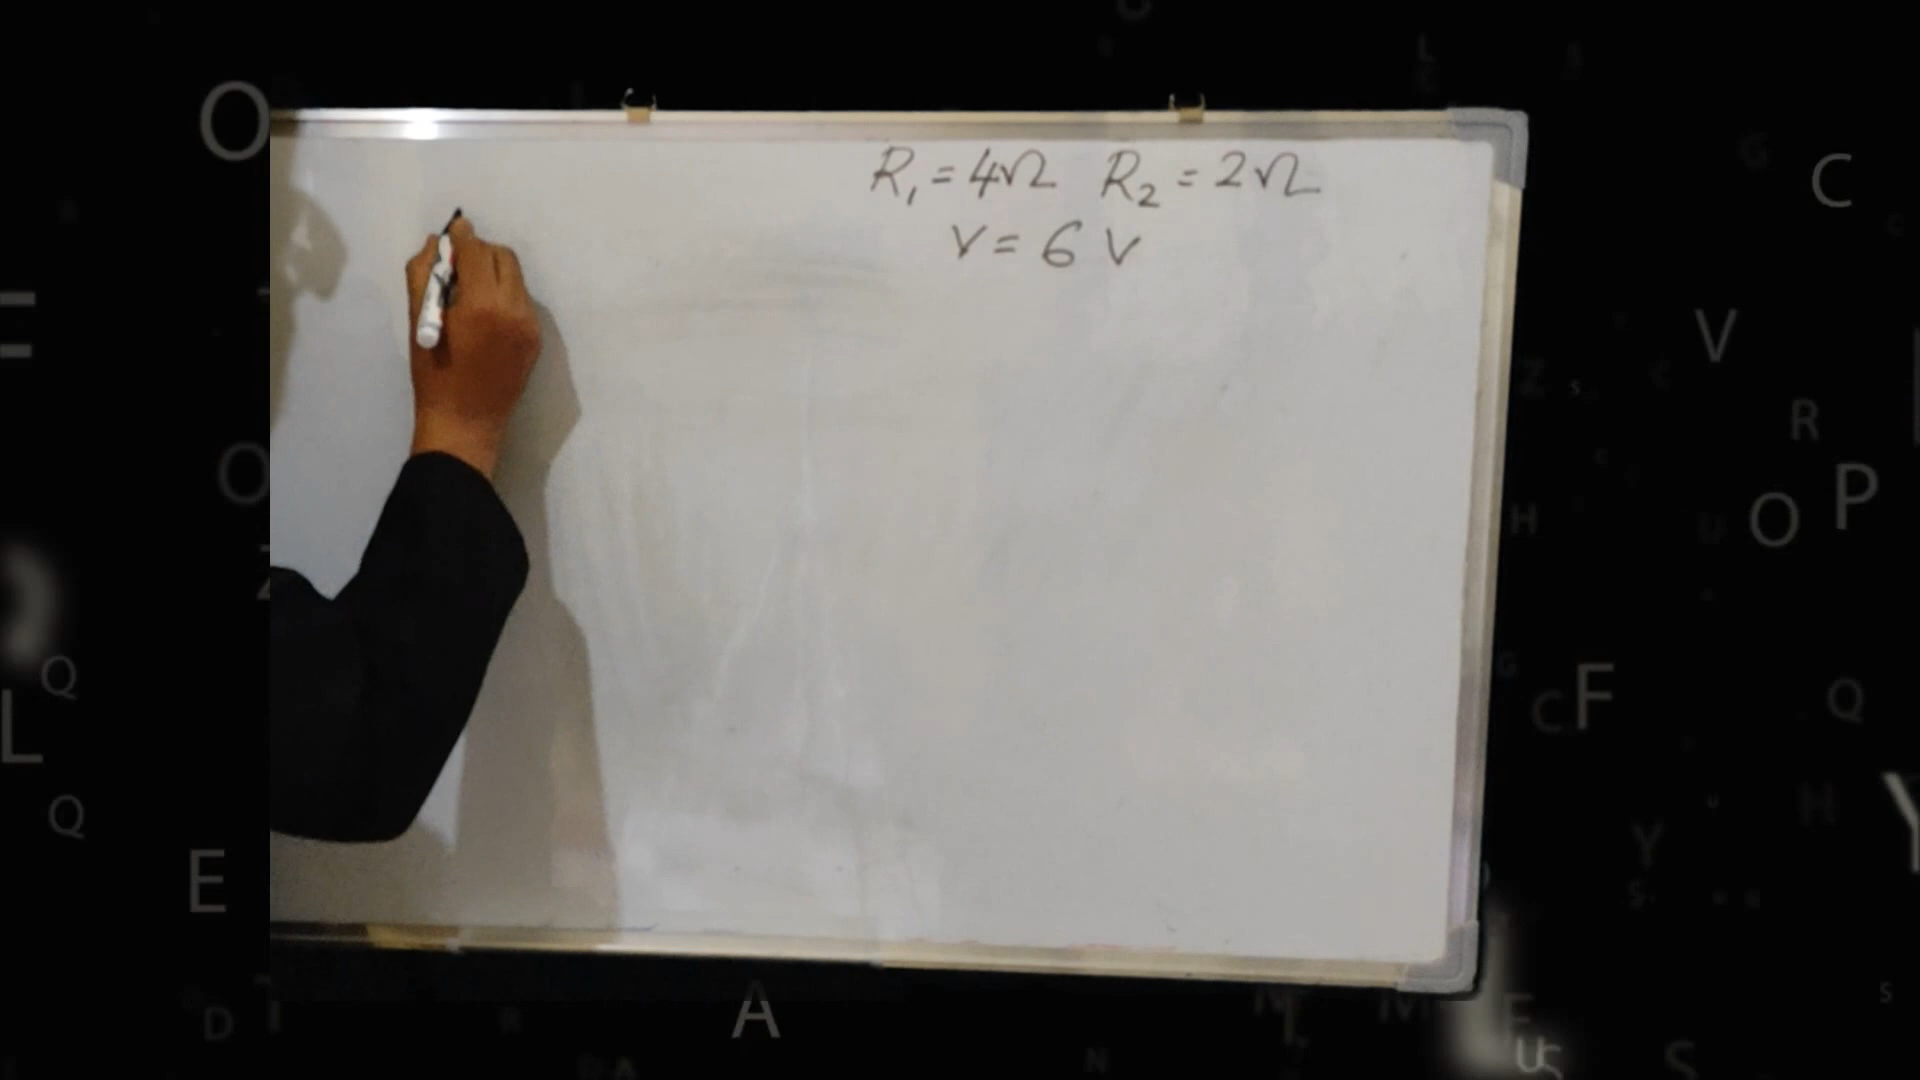 R₁ = 4Ω R₂ = 2Ω
V = 6 V